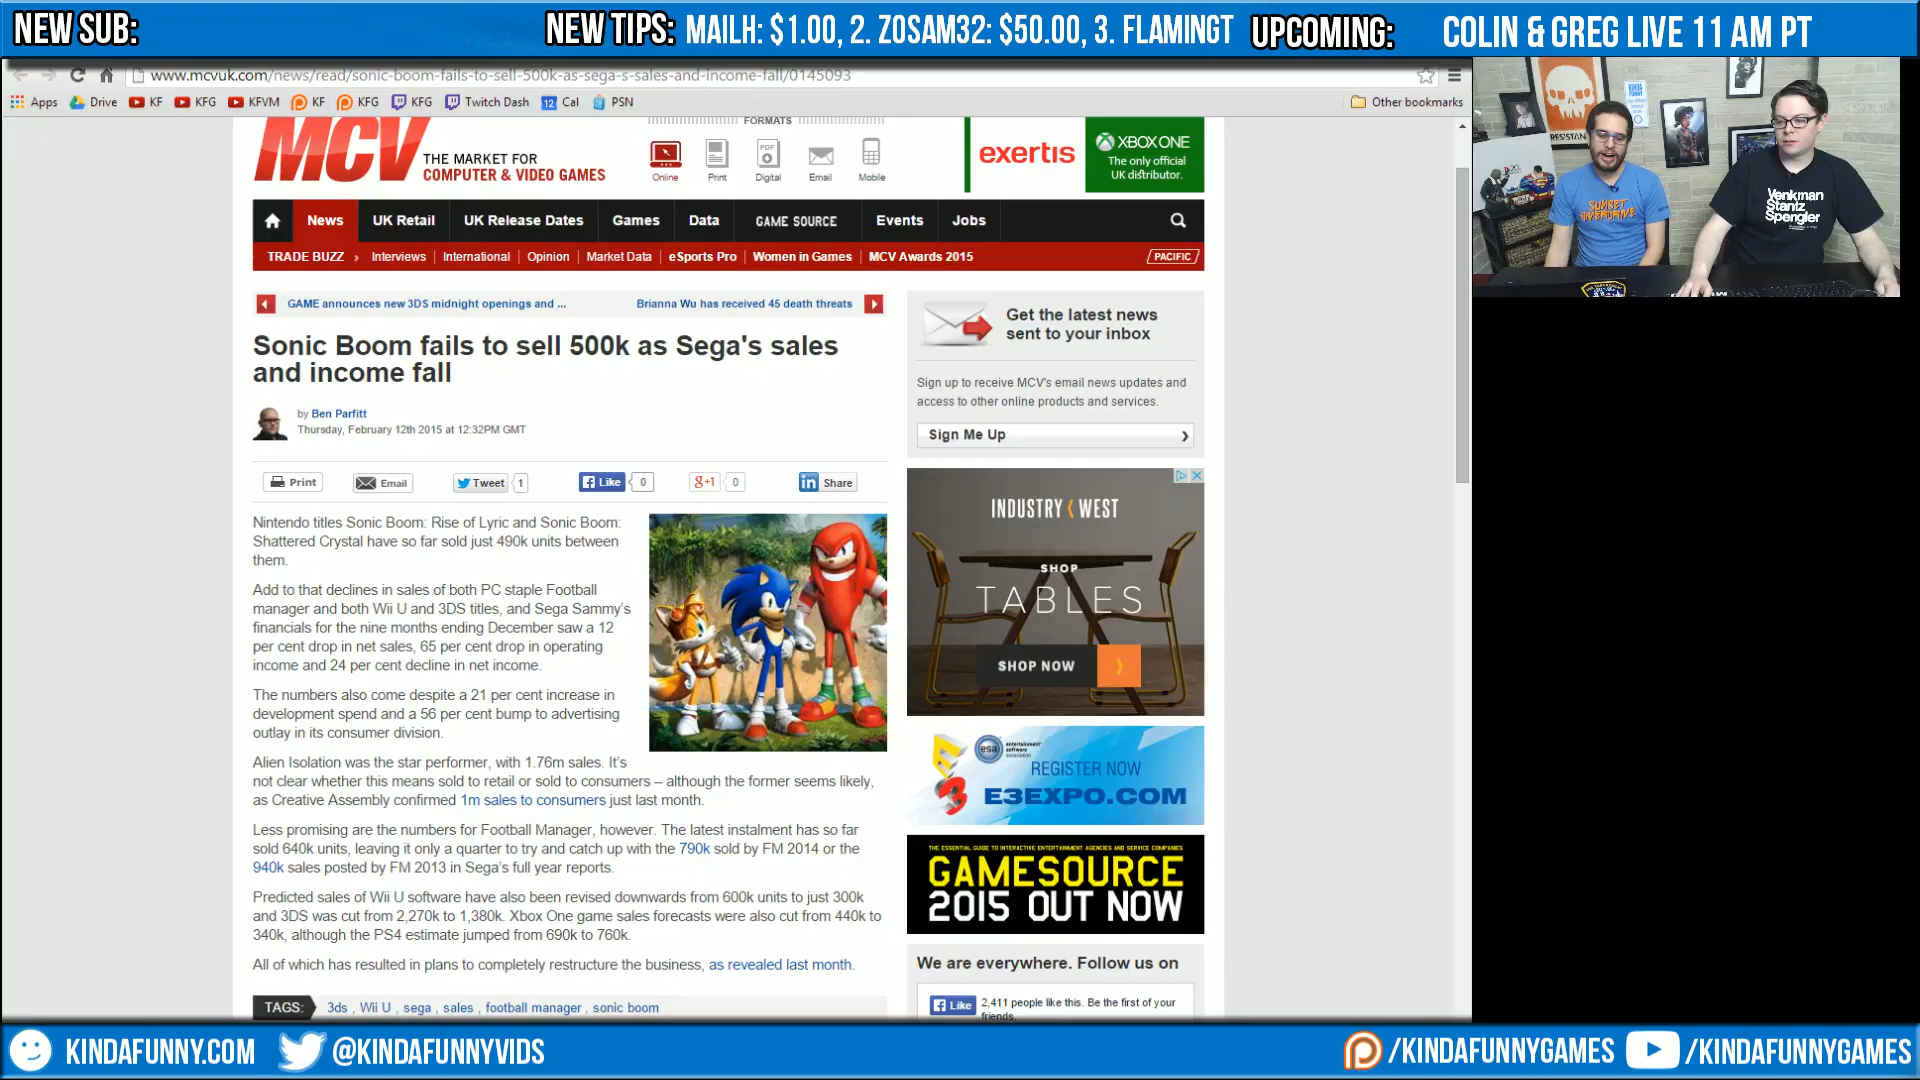 NEW SUB:
NEW TIPS: MAILH: $1.00, 2. Z0SAM32: $50.00, 3. FLAMINGT
UPCOMING: COLIN & GREG LIVE 11 AM PT
www.mcvuk.com/news/read/sonic-boom-fails-to-sell-500k-as-sega-s-sales-and-income-fall/0145093
Apps Drive KF KFG KFVM KF KFG KFG Twitch Dash 12 Cal PSN Other bookmarks
MCV THE MARKET FOR
COMPUTER & VIDEO GAMES
FORMATS
PDF
Online Print Digital Email Mobile
exertis
XBOX ONE
The only official
UK distributor.
News UK Retail UK Release Dates Games Data GAME SOURCE Events Jobs
TRADE BUZZ › Interviews International Opinion Market Data eSports Pro Women in Games MCV Awards 2015 PACIFIC
GAME announces new 3DS midnight openings and ... Brianna Wu has received 45 death threats
Sonic Boom fails to sell 500k as Sega's sales
and income fall
by Ben Parfitt
Thursday, February 12th 2015 at 12:32PM GMT
Print Email Tweet 1 Like 0 g+1 0 in Share
Nintendo titles Sonic Boom: Rise of Lyric and Sonic Boom:
Shattered Crystal have so far sold just 490k units between
them.
Add to that declines in sales of both PC staple Football
manager and both Wii U and 3DS titles, and Sega Sammy's
financials for the nine months ending December saw a 12
per cent drop in net sales, 65 per cent drop in operating
income and 24 per cent decline in net income.
The numbers also come despite a 21 per cent increase in
development spend and a 56 per cent bump to advertising
outlay in its consumer division.
Alien Isolation was the star performer, with 1.76m sales. It's
not clear whether this means sold to retail or sold to consumers – although the former seems likely,
as Creative Assembly confirmed 1m sales to consumers just last month.
Less promising are the numbers for Football Manager, however. The latest instalment has so far
sold 640k units, leaving it only a quarter to try and catch up with the 790k sold by FM 2014 or the
940k sales posted by FM 2013 in Sega's full year reports.
Predicted sales of Wii U software have also been revised downwards from 600k units to just 300k
and 3DS was cut from 2,270k to 1,380k. Xbox One game sales forecasts were also cut from 440k to
340k, although the PS4 estimate jumped from 690k to 760k.
All of which has resulted in plans to completely restructure the business, as revealed last month.
TAGS: 3ds , Wii U , sega , sales , football manager , sonic boom
Get the latest news
sent to your inbox
Sign up to receive MCV's email news updates and
access to other online products and services.
Sign Me Up
INDUSTRY WEST
SHOP
TABLES
SHOP NOW
E3
esa entertainment software association
REGISTER NOW
E3EXPO.COM
THE ESSENTIAL GUIDE TO INTERACTIVE ENTERTAINMENT AGENCIES AND SERVICE COMPANIES
GAMESOURCE
2015 OUT NOW
We are everywhere. Follow us on
Like 2,411 people like this. Be the first of your
friends.
SUNSET
OVERDRIVE
Venkman
Stantz
Spengler
KINDAFUNNY.COM @KINDAFUNNYVIDS /KINDAFUNNYGAMES /KINDAFUNNYGAMES